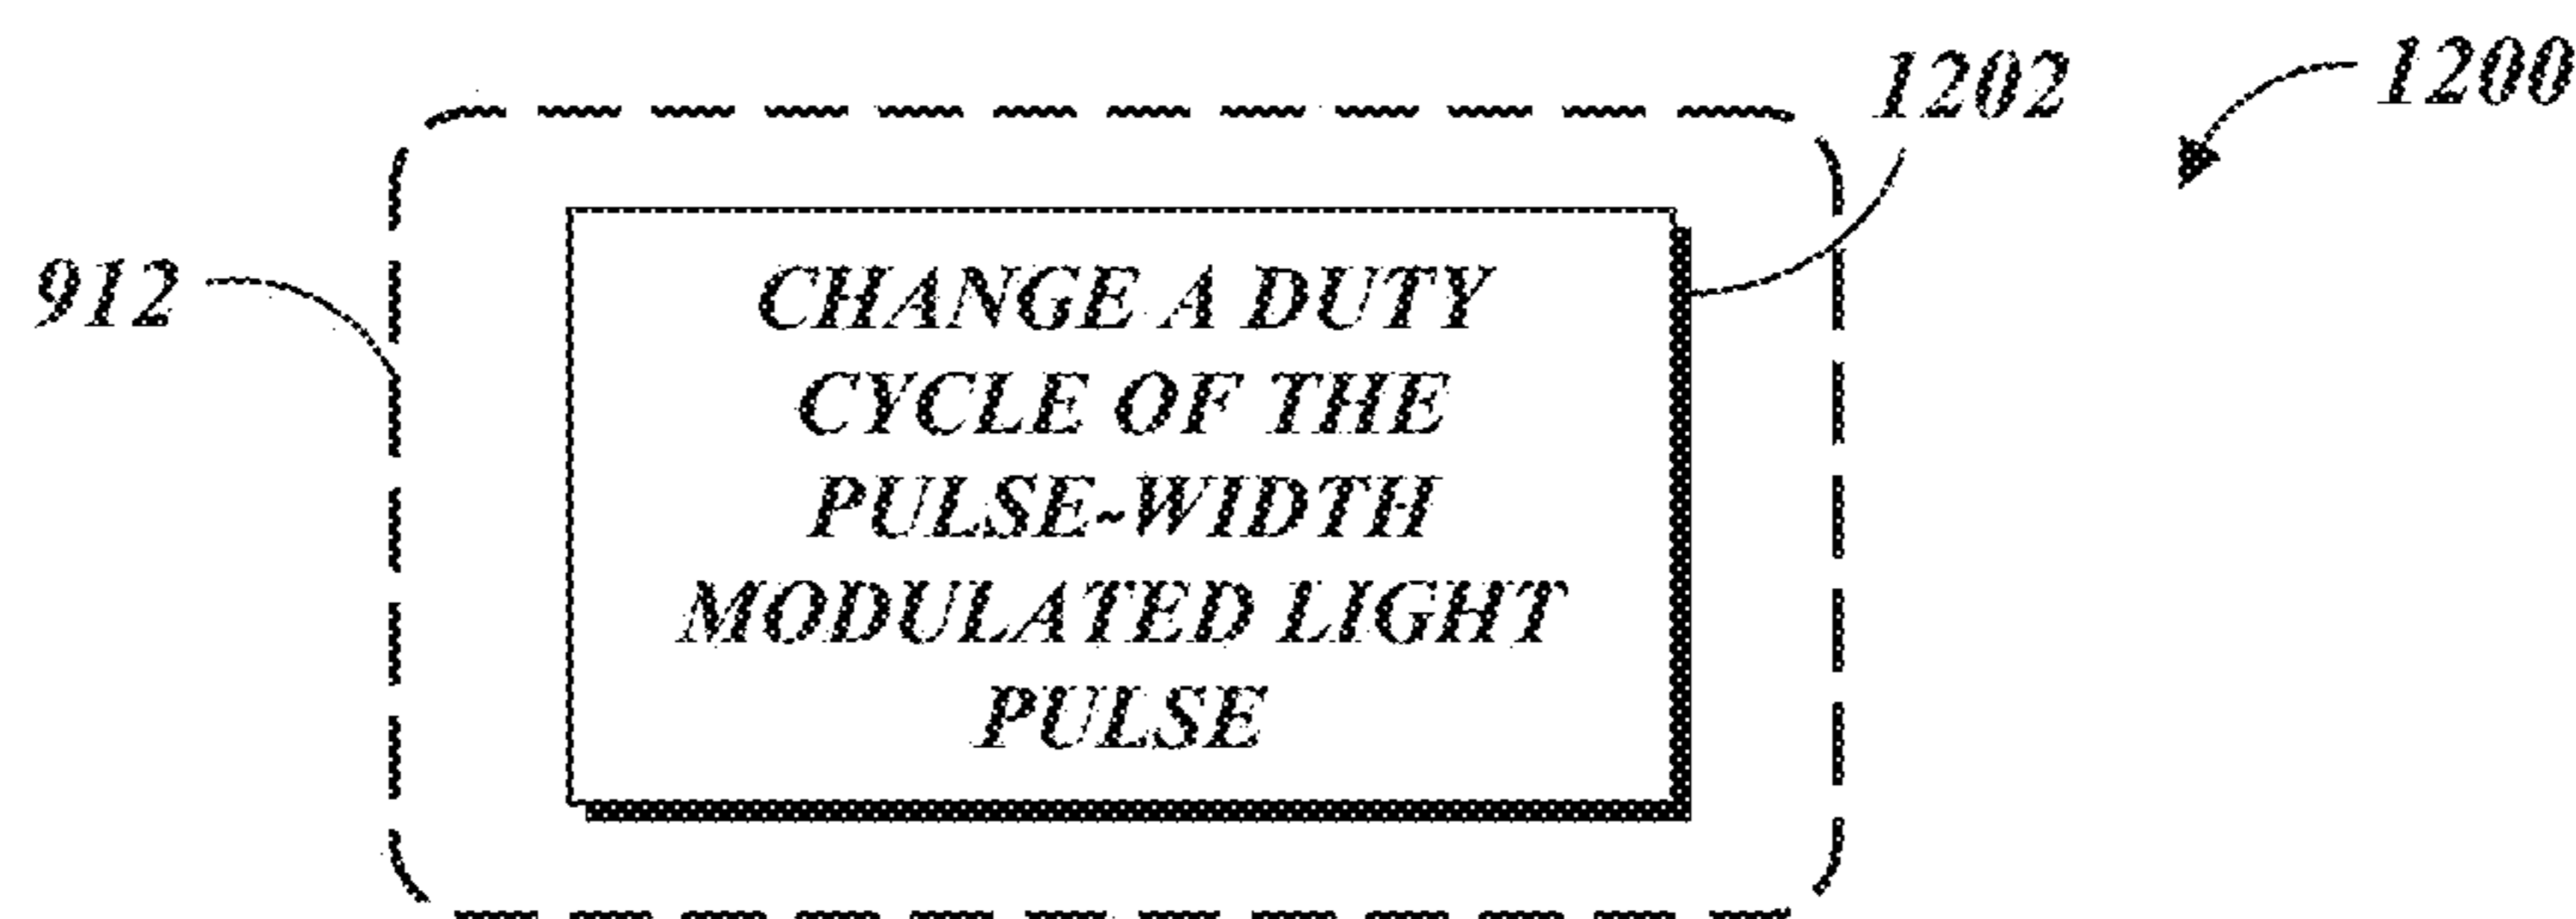 1202
1200
912
CHANGE A DUTY
CYCLE OF THE
PULSE-WIDTH
MODULATED LIGHT
PULSE